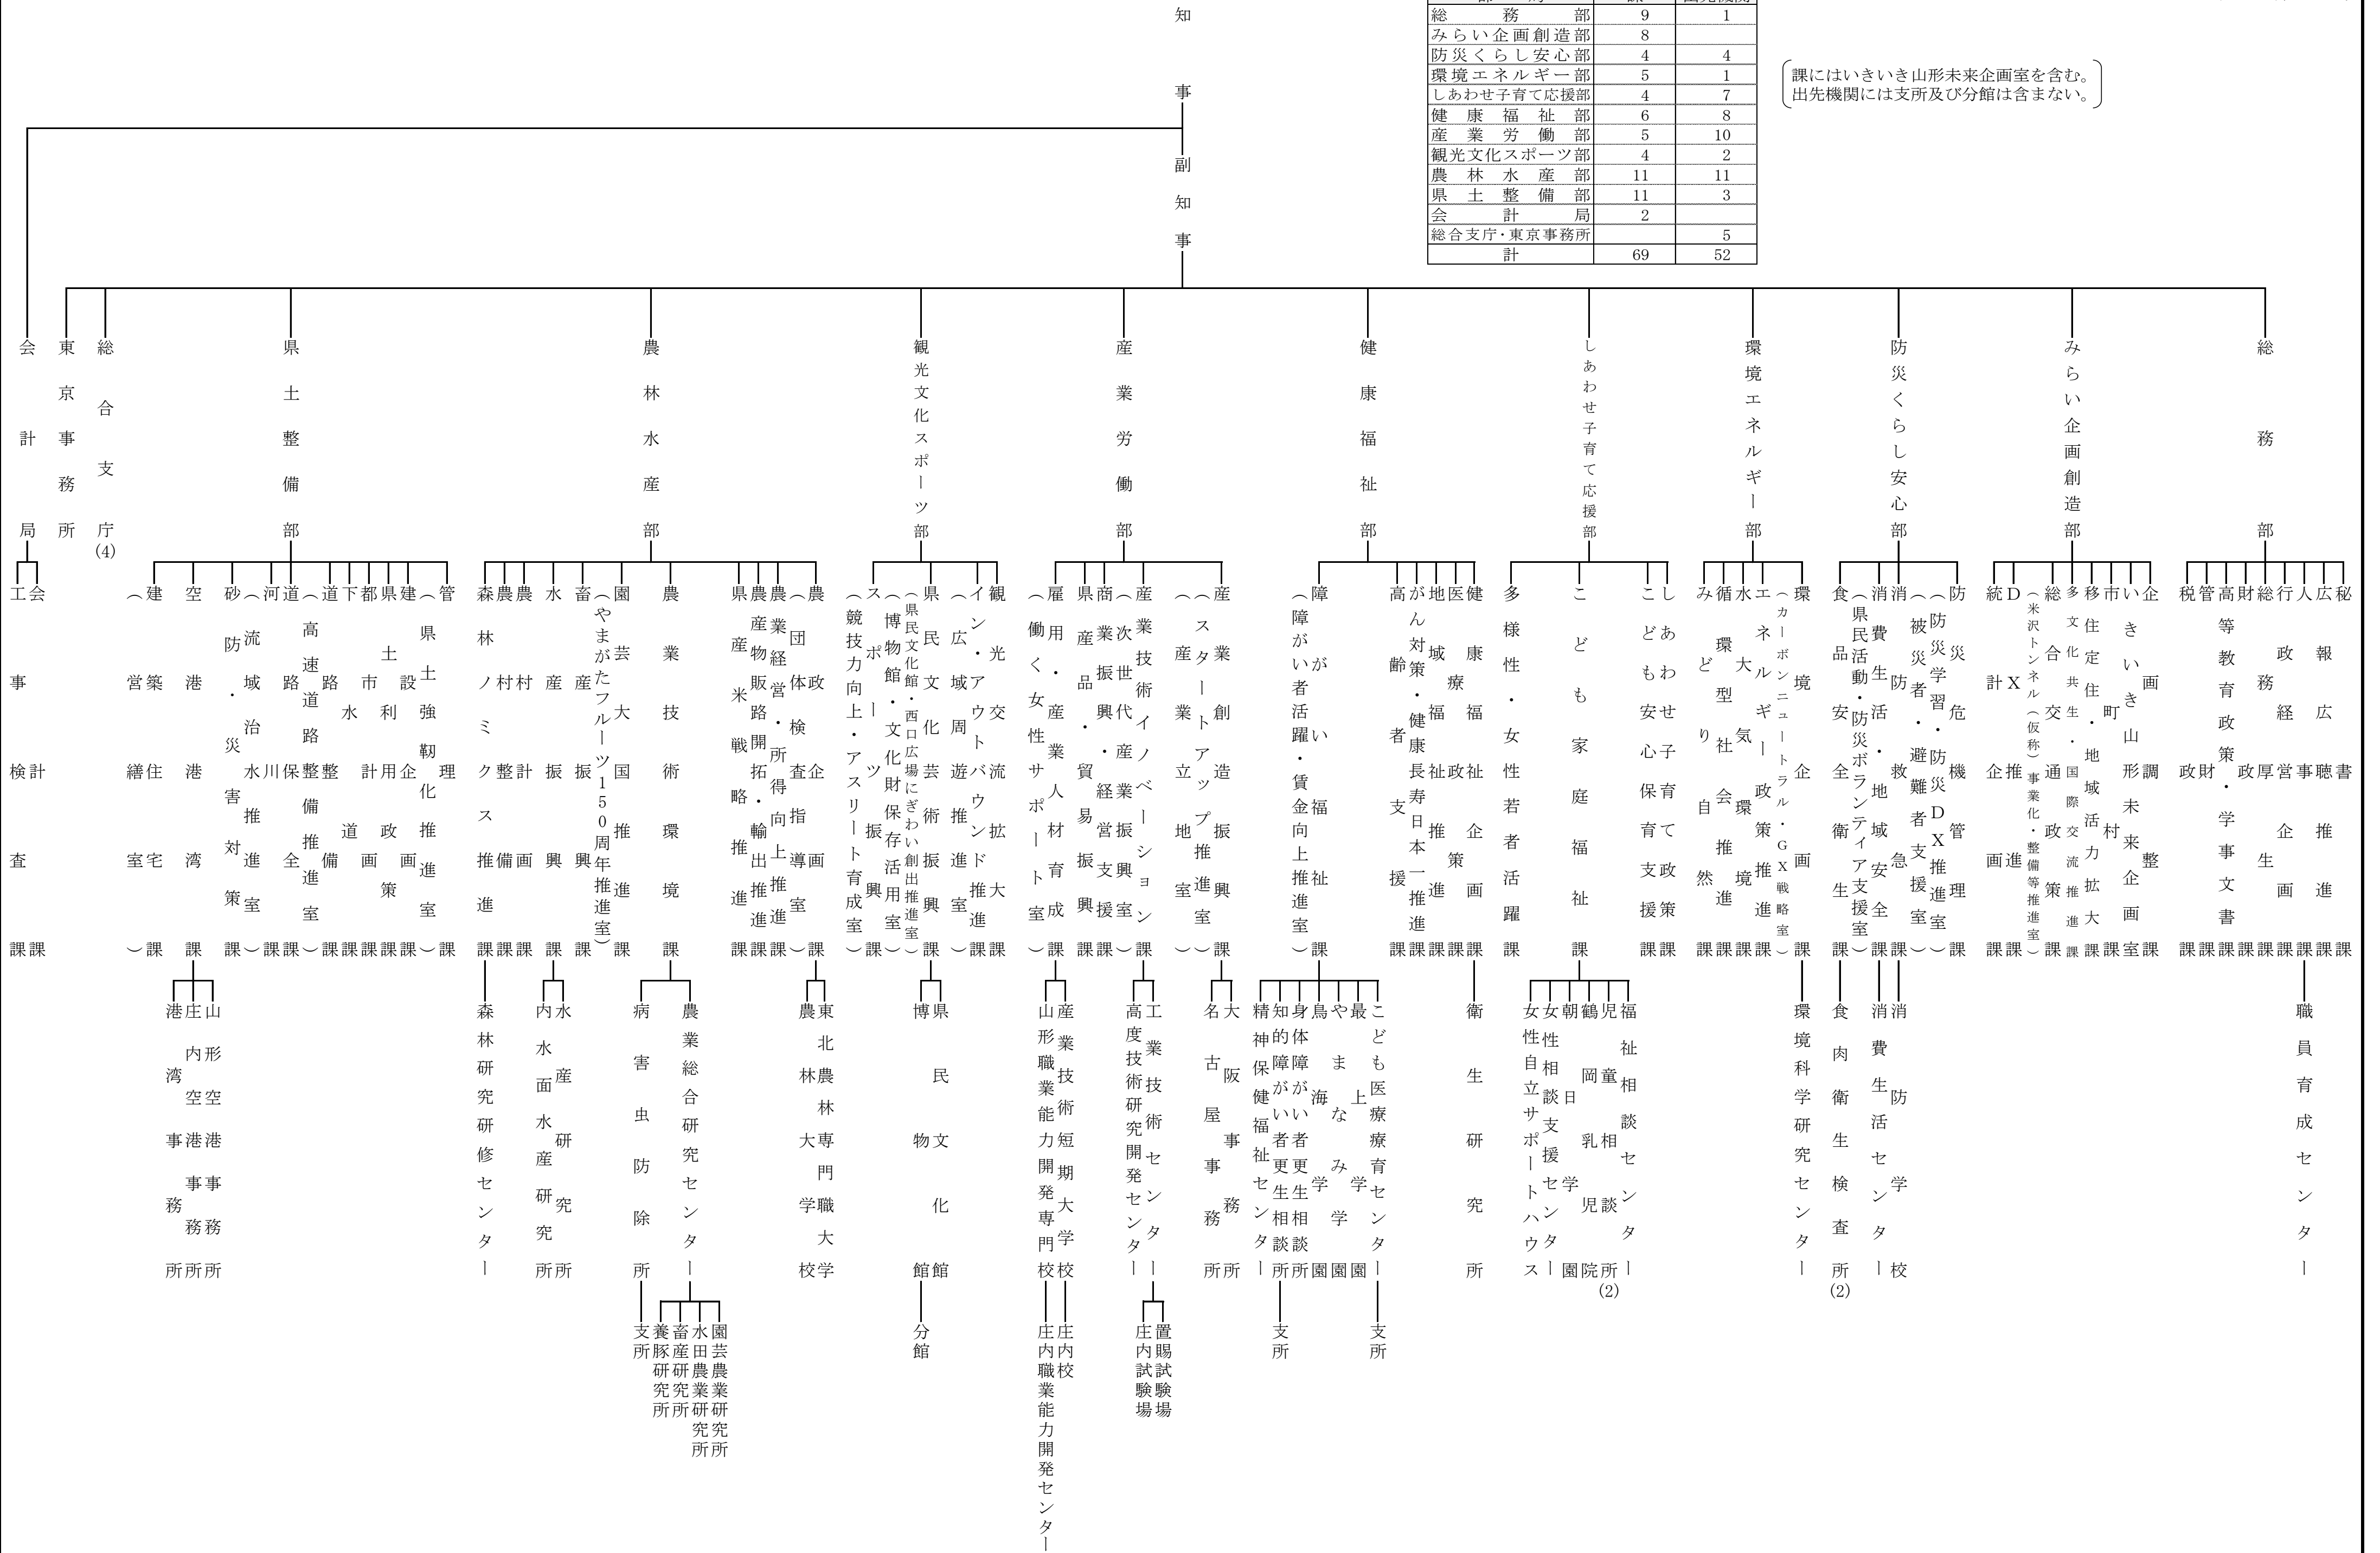 知事
副知事
部局 課 出先機関
総務部 9 1
みらい企画創造部 8
防災くらし安心部 4 4
環境エネルギー部 5 1
しあわせ子育て応援部 4 7
健康福祉部 6 8
産業労働部 5 10
観光文化スポーツ部 4 2
農林水産部 11 11
県土整備部 11 3
会計局 2
総合支庁・東京事務所 5
計 69 52
課にはいきいき山形未来企画室を含む。
出先機関には支所及び分館は含まない。
総務部
みらい企画創造部
防災くらし安心部
環境エネルギー部
しあわせ子育て応援部
健康福祉部
産業労働部
観光文化スポーツ部
農林水産部
県土整備部
総合支庁(4)
東京事務所
会計局
秘書課
広報広聴推進課
人事課
行政経営企画課
総務厚生課
財政課
高等教育政策・学事文書課
管財課
税政課
企画調整課
いきいき山形未来企画室
市町村課
移住定住・地域活力拡大課
多文化共生・国際交流推進課
総合交通政策課
(米沢トンネル(仮称)事業化・整備等推進室)
DX推進課
統計企画課
防災危機管理課
(防災学習・防災DX推進室)
(被災者・避難者支援室)
消防救急課
消費生活・地域安全課
(県民活動・防災ボランティア支援室)
食品安全衛生課
環境企画課
(カーボンニュートラル・GX戦略室)
エネルギー政策推進課
水大気環境課
循環型社会推進課
みどり自然課
しあわせ子育て政策課
こども安心保育支援課
こども家庭福祉課
多様性・女性若者活躍課
健康福祉企画課
医療政策課
地域福祉推進課
がん対策・健康長寿日本一推進課
高齢者支援課
障がい福祉課
(障がい者活躍・賃金向上推進室)
産業創造振興課
(スタートアップ推進室)
(産業立地室)
産業技術イノベーション課
(次世代産業振興室)
商業振興・経営支援課
県産品・貿易振興課
雇用・産業人材育成課
(働く女性サポート室)
観光交流拡大課
イン・アウトバウンド推進課
(広域周遊推進室)
県民文化芸術振興課
(県民文化館・西口広場にぎわい創出推進室)
(博物館・文化財保存活用室)
スポーツ振興課
(競技力向上・アスリート育成室)
農政企画課
(団体検査指導室)
農業経営・所得向上推進課
農産物販路開拓・輸出推進課
県産米戦略推進課
農業技術環境課
園芸大国推進課
(やまがたフルーツ150周年推進室)
畜産振興課
水産振興課
農村計画課
農村整備課
森林ノミクス推進課
管理課
(県土強靱化推進室)
建設企画課
県土利用政策課
都市計画課
下水道課
道路整備課
(高速道路整備推進室)
道路保全課
河川課
(流域治水推進室)
砂防・災害対策課
空港港湾課
建築住宅課
(営繕室)
会計課
工事検査課
職員育成センター
消防学校
消費生活センター
食肉衛生検査所(2)
環境科学研究センター
福祉相談センター
児童相談所(2)
鶴岡乳児院
朝日学園
女性相談支援センター
女性自立サポートハウス
衛生研究所
こども医療療育センター
最上学園
やまなみ学園
鳥海学園
身体障がい者更生相談所
知的障がい者更生相談所
精神保健福祉センター
大阪事務所
名古屋事務所
工業技術センター
高度技術研究開発センター
産業技術短期大学校
山形職業能力開発専門校
県民文化館
博物館
東北農林専門職大学
農林大学校
農業総合研究センター
病害虫防除所
水産研究所
内水面水産研究所
森林研究研修センター
山形空港事務所
庄内空港事務所
港湾事務所
支所
支所
置賜試験場
庄内試験場
庄内校
庄内職業能力開発センター
分館
園芸農業研究所
水田農業研究所
畜産研究所
養豚研究所
支所